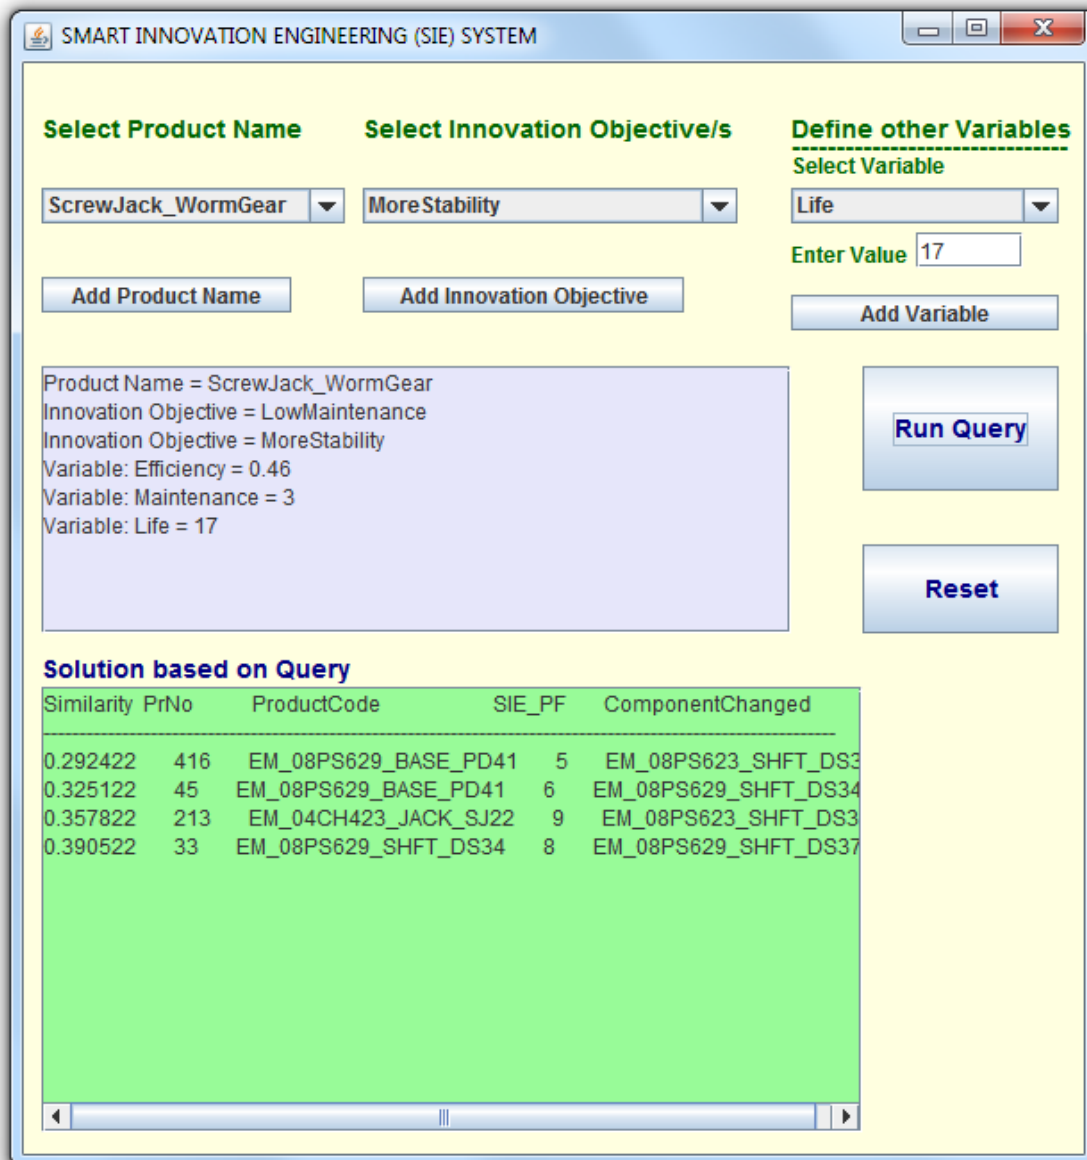 SMART INNOVATION ENGINEERING (SIE) SYSTEM
Select Product Name
Select Innovation Objective/s
Define other Variables
Select Variable
ScrewJack_WormGear
MoreStability
Life
Enter Value 17
Add Product Name
Add Innovation Objective
Add Variable
Product Name = ScrewJack_WormGear
Innovation Objective = LowMaintenance
Innovation Objective = MoreStability
Variable: Efficiency = 0.46
Variable: Maintenance = 3
Variable: Life = 17
Run Query
Reset
Solution based on Query
Similarity PrNo ProductCode SIE_PF ComponentChanged
0.292422 416 EM_08PS629_BASE_PD41 5 EM_08PS623_SHFT_DS3
0.325122 45 EM_08PS629_BASE_PD41 6 EM_08PS629_SHFT_DS34
0.357822 213 EM_04CH423_JACK_SJ22 9 EM_08PS623_SHFT_DS3
0.390522 33 EM_08PS629_SHFT_DS34 8 EM_08PS629_SHFT_DS37